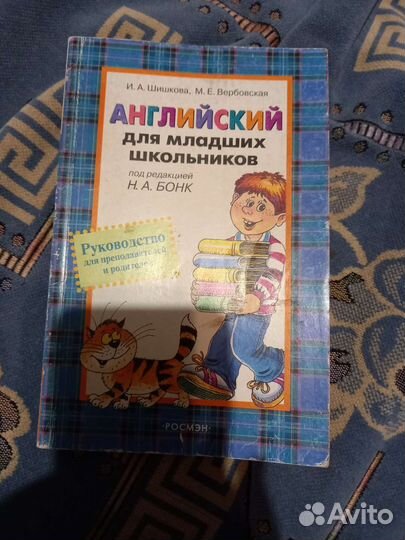 И. А. Шишкова, М. Е. Вербовская
АНГЛИЙСКИЙ
ДЛЯ МЛАДШИХ
ШКОЛЬНИКОВ
под редакцией
Н. А. БОНК
Руководство
для преподавателей
и родителей
·РОСМЭН·
Avito